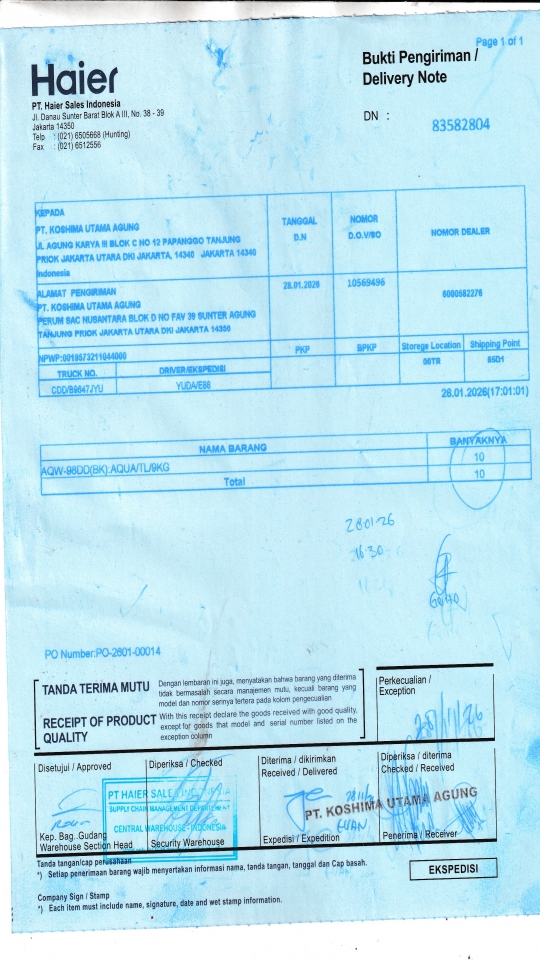 Page 1 of 1
Haier
Bukti Pengiriman /
Delivery Note
PT. Haier Sales Indonesia
Jl. Danau Sunter Barat Blok A III, No. 38 - 39
Jakarta 14350
Telp : (021) 6505668 (Hunting)
Fax : (021) 6512556
DN : 83582804
KEPADA
PT. KOSHIMA UTAMA AGUNG
JL AGUNG KARYA III BLOK C NO 12 PAPANGGO TANJUNG
PRIOK JAKARTA UTARA DKI JAKARTA, 14340 JAKARTA 14340
Indonesia
TANGGAL
D.N
NOMOR
D.O.V/SO
NOMOR DEALER
ALAMAT PENGIRIMAN
PT. KOSHIMA UTAMA AGUNG
PERUM SAC NUSANTARA BLOK D NO FAV 39 SUNTER AGUNG
TANJUNG PRIOK JAKARTA UTARA DKI JAKARTA 14350
28.01.2026
10569496
6000582276
NPWP:0018573211044000
PKP
BPKP
Storege Location
Shipping Point
TRUCK NO.
DRIVER/EKSPEDISI
00TR
85D1
CDD/B9647JYU
YUDA/E86
28.01.2026(17:01:01)
NAMA BARANG
BANYAKNYA
AQW-98DD(BK):AQUA/TL/9KG
10
Total
10
28-01-26
16.30
PO Number:PO-2601-00014
TANDA TERIMA MUTU
Dengan lembaran ini juga, menyatakan bahwa barang yang diterima
tidak bermasalah secara manajemen mutu, kecuali barang yang
model dan nomor serinya tertera pada kolom pengecualian
RECEIPT OF PRODUCT
QUALITY
With this receipt declare the goods received with good quality,
except for goods that model and serial number listed on the
exception column
Perkecualian /
Exception
Disetujui / Approved
Diperiksa / Checked
Diterima / dikirimkan
Received / Delivered
Diperiksa / diterima
Checked / Received
PT HAIER SALES INDONESIA
SUPPLY CHAIN MANAGEMENT DEPARTEMENT
CENTRAL WAREHOUSE-INDONESIA
PT. KOSHIMA UTAMA AGUNG
Kep. Bag. Gudang
Warehouse Section Head
Security Warehouse
Expedisi / Expedition
Penerima / Receiver
Tanda tangan/cap perusahaan
*) Setiap penerimaan barang wajib menyertakan informasi nama, tanda tangan, tanggal dan Cap basah.
EKSPEDISI
Company Sign / Stamp
*) Each item must include name, signature, date and wet stamp information.